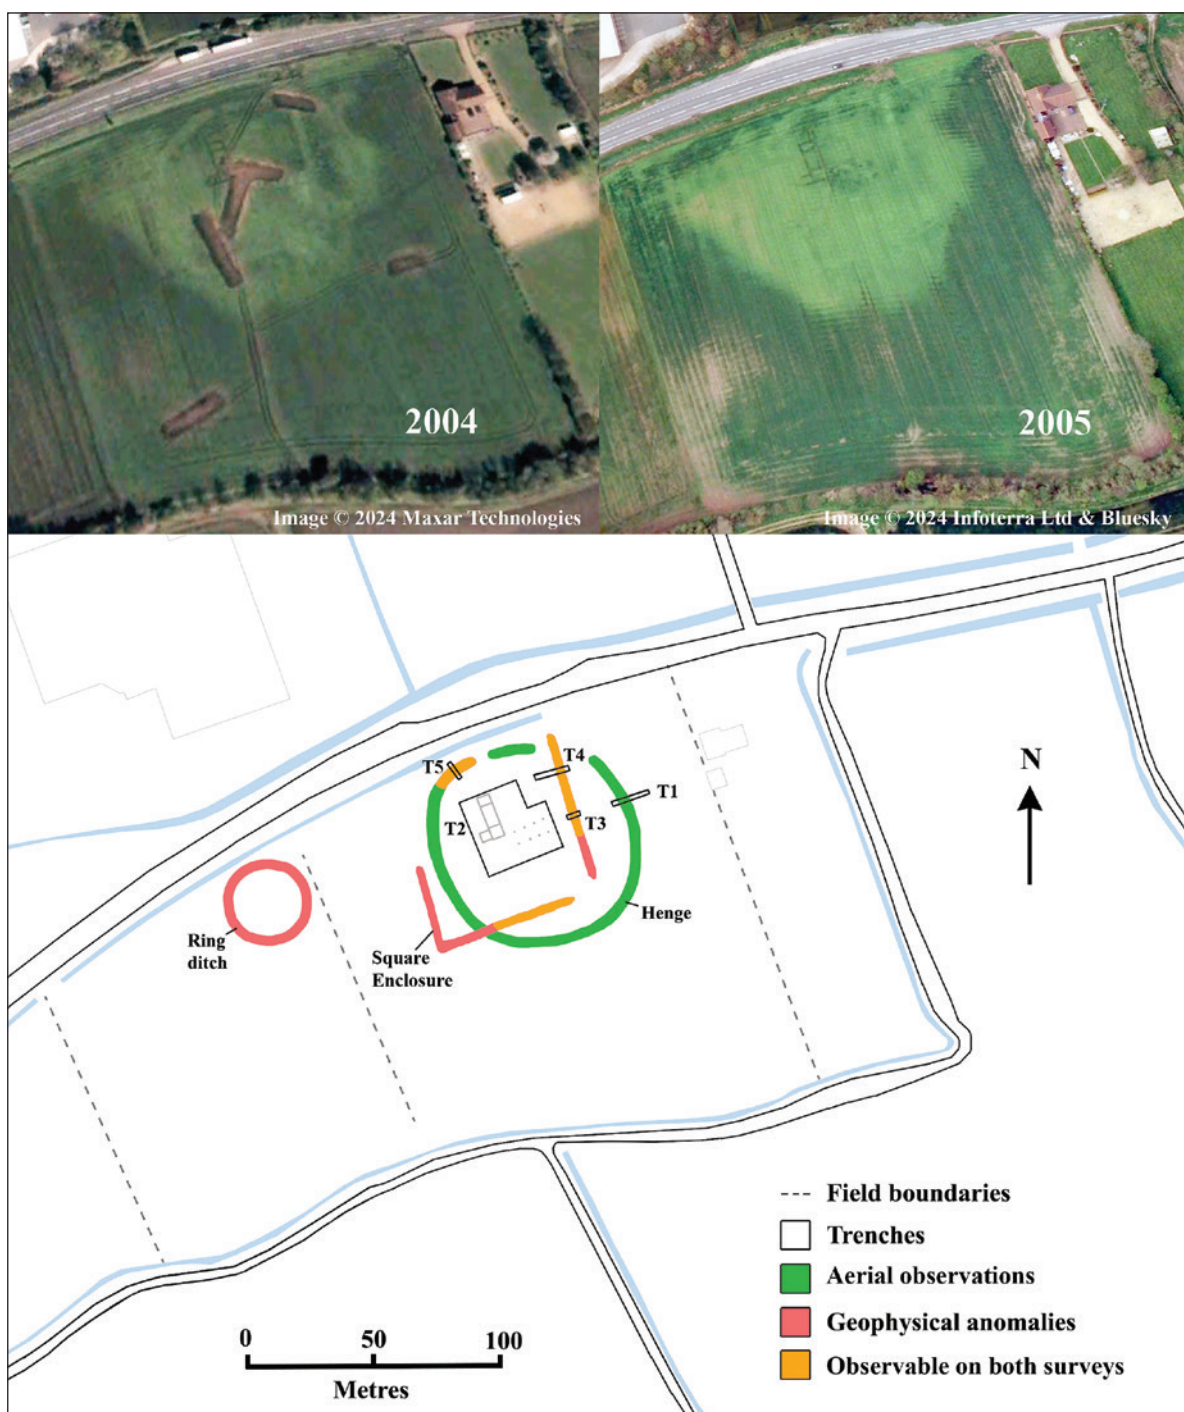 2004
2005
Image © 2024 Maxar Technologies
Image © 2024 Infoterra Ltd & Bluesky
T5
T4
T1
T2
T3
N
Henge
Ring
ditch
Square
Enclosure
Field boundaries
Trenches
Aerial observations
Geophysical anomalies
Observable on both surveys
0 50 100
Metres